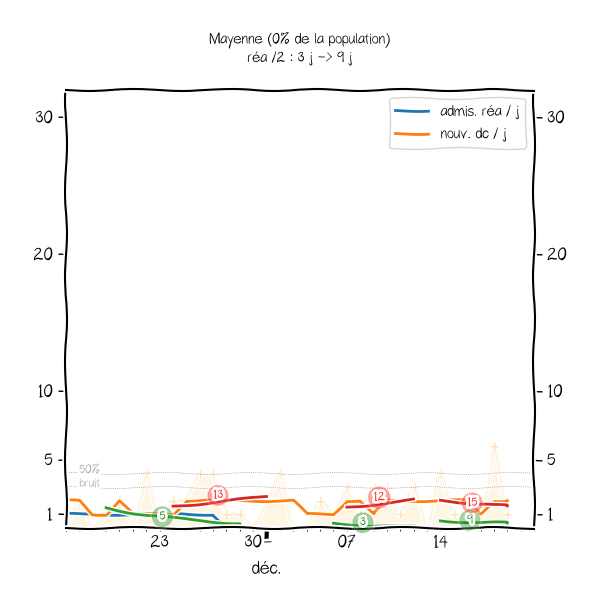 Mayenne (0% de la population)
réa /2 : 3 j -> 9 j
admis. réa / j
nouv. dc / j
30 30
20 20
10 10
5 5
50%
bruit
1 1
13 12 15
5 3 9
23 30 07 14
déc.